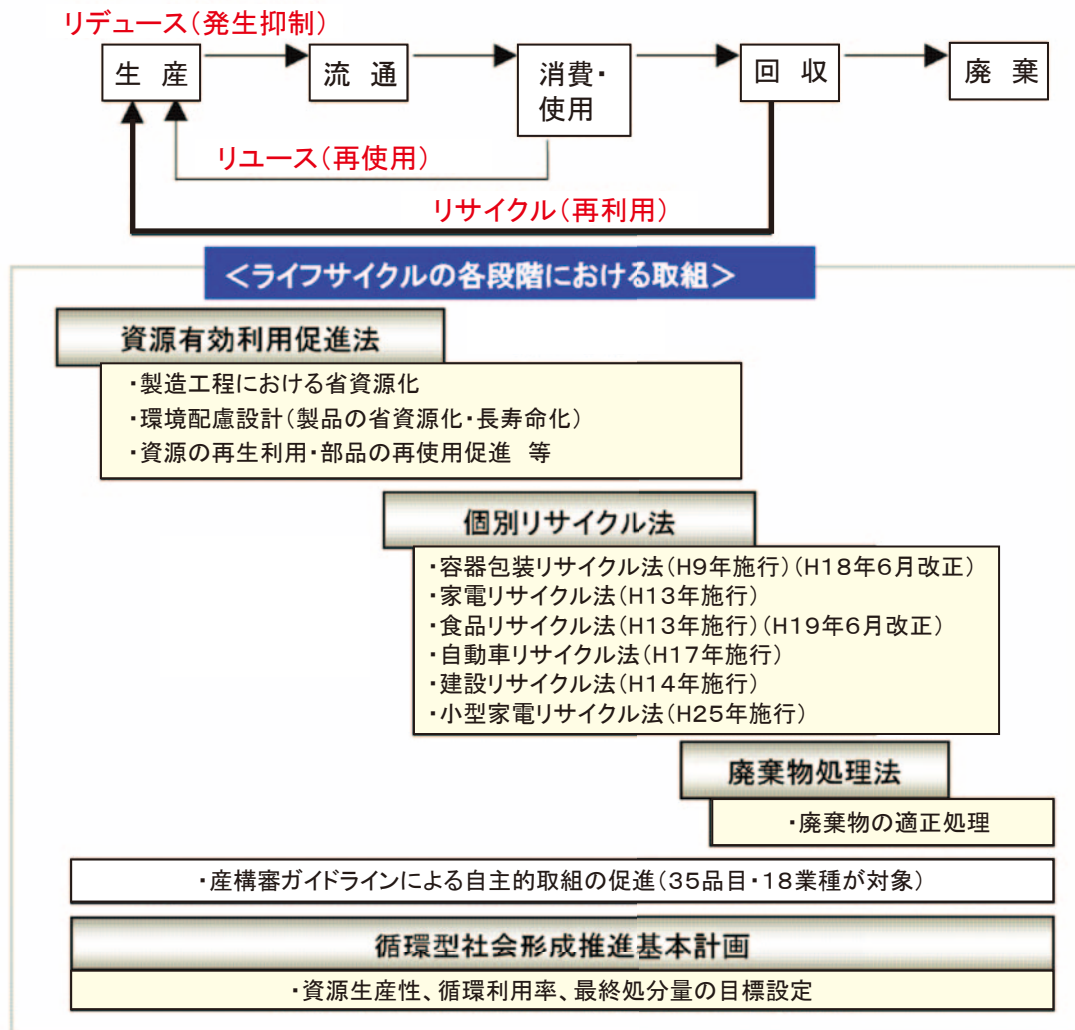 リデュース(発生抑制)
生 産
流 通
消費・
使用
回 収
廃 棄
リユース(再使用)
リサイクル(再利用)
<ライフサイクルの各段階における取組>
資源有効利用促進法
・製造工程における省資源化
・環境配慮設計(製品の省資源化・長寿命化)
・資源の再生利用・部品の再使用促進 等
個別リサイクル法
・容器包装リサイクル法(H9年施行)(H18年6月改正)
・家電リサイクル法(H13年施行)
・食品リサイクル法(H13年施行)(H19年6月改正)
・自動車リサイクル法(H17年施行)
・建設リサイクル法(H14年施行)
・小型家電リサイクル法(H25年施行)
廃棄物処理法
・廃棄物の適正処理
・産構審ガイドラインによる自主的取組の促進(35品目・18業種が対象)
循環型社会形成推進基本計画
・資源生産性、循環利用率、最終処分量の目標設定